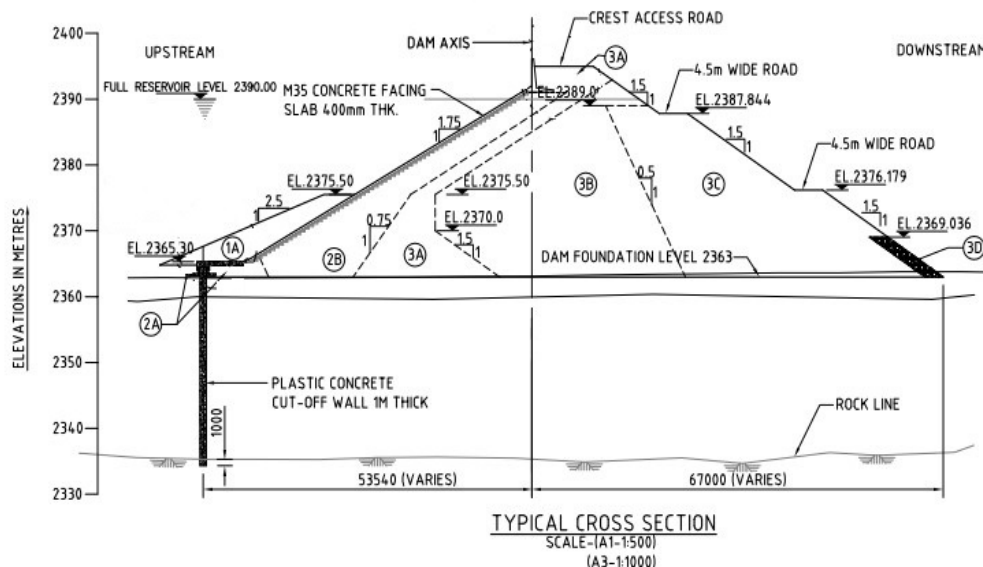 2400
2390
2380
2370
2360
2350
2340
2330
ELEVATIONS IN METRES
UPSTREAM
DAM AXIS
CREST ACCESS ROAD
DOWNSTREAM
FULL RESERVOIR LEVEL 2390.00
M35 CONCRETE FACING
SLAB 400mm THK.
3A
4.5m WIDE ROAD
EL.2389.0
1.5
1
EL.2387.844
1.75
1
1.5
1
4.5m WIDE ROAD
EL.2375.50
EL.2375.50
3B
0.5
1
3C
EL.2376.179
2.5
1
EL.2370.0
1.5
1
EL.2369.036
EL.2365.30
1A
0.75
1
2B
3A
1.5
1
3D
DAM FOUNDATION LEVEL 2363
2A
PLASTIC CONCRETE
CUT-OFF WALL 1M THICK
ROCK LINE
1000
53540 (VARIES)
67000 (VARIES)
TYPICAL CROSS SECTION
SCALE-(A1-1:500)
(A3-1:1000)